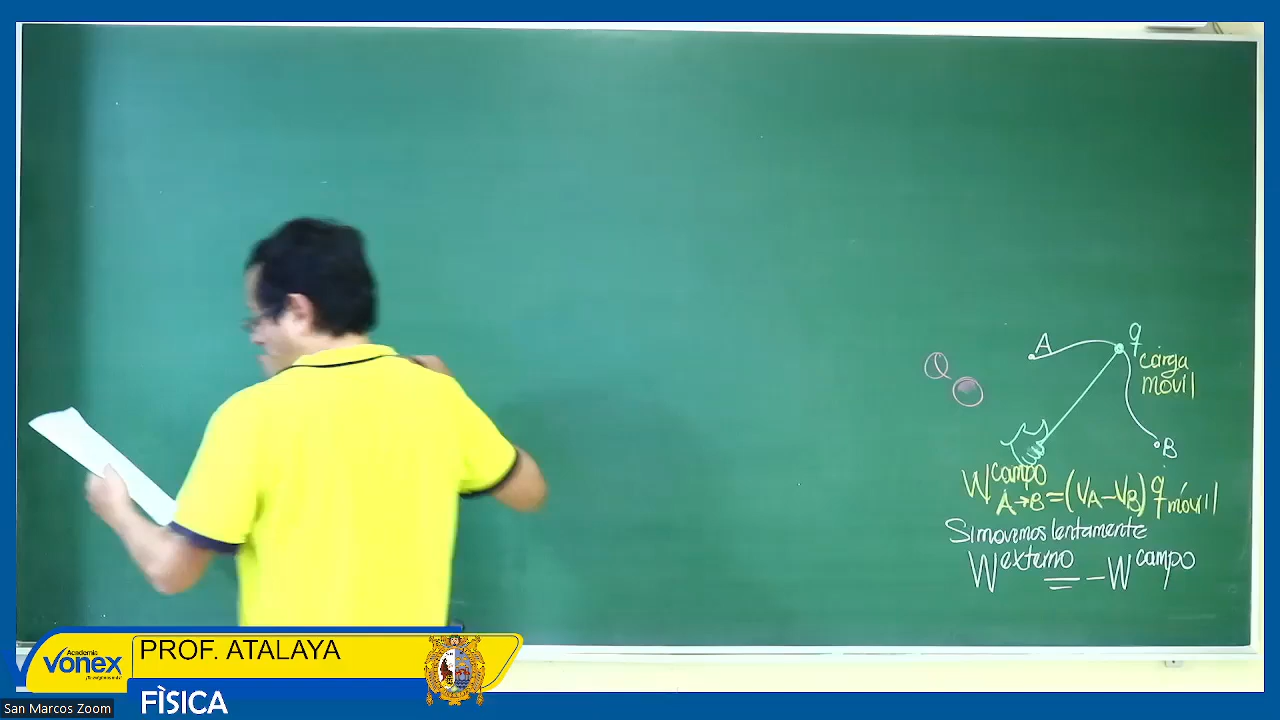 Q
A
q
carga
móvil
B
W campo A→B = (VA–VB) q móvil
Si movemos lentamente
W externo = –W campo
Academia
vonex
PROF. ATALAYA
FÌSICA
San Marcos Zoom